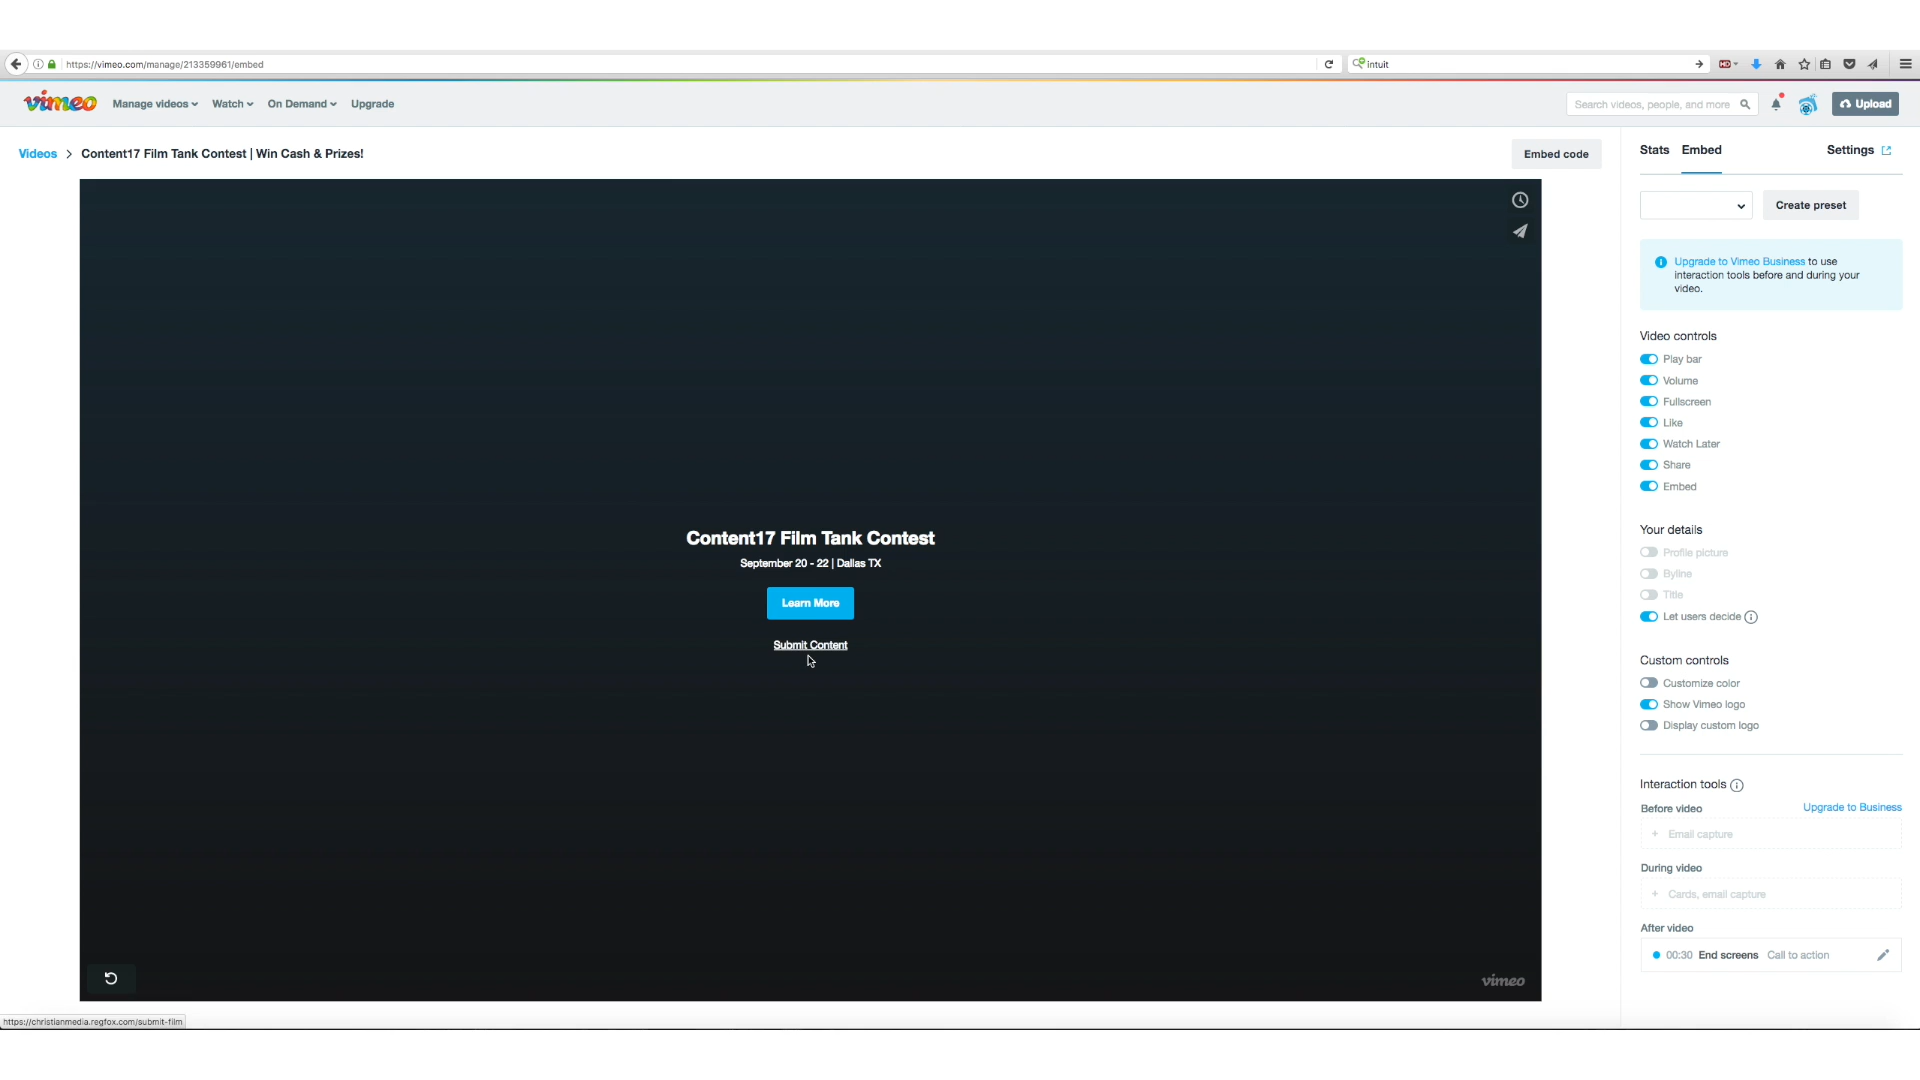 https://vimeo.com/manage/213359961/embed
intuit
vimeo
Manage videos
Watch
On Demand
Upgrade
Search videos, people, and more
Upload
Videos > Content17 Film Tank Contest | Win Cash & Prizes!
Embed code
Content17 Film Tank Contest
September 20 - 22 | Dallas TX
Learn More
Submit Content
vimeo
https://christianmedia.regfox.com/submit-film
Stats
Embed
Settings
Create preset
Upgrade to Vimeo Business to use
interaction tools before and during your
video.
Video controls
Play bar
Volume
Fullscreen
Like
Watch Later
Share
Embed
Your details
Profile picture
Byline
Title
Let users decide
Custom controls
Customize color
Show Vimeo logo
Display custom logo
Interaction tools
Before video
Upgrade to Business
+ Email capture
During video
+ Cards, email capture
After video
00:30 End screens Call to action